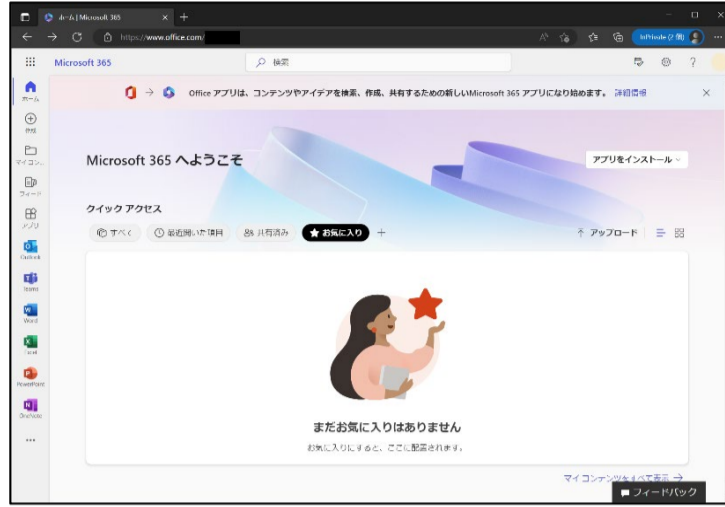 ホーム | Microsoft 365
https://www.office.com/
InPrivate (2 個)
Microsoft 365
検索
Office アプリは、コンテンツやアイデアを検索、作成、共有するための新しいMicrosoft 365 アプリになり始めます。 詳細情報
ホーム
作成
マイ コン...
フィード
アプリ
Outlook
Teams
Word
Excel
PowerPoint
OneNote
Microsoft 365 へようこそ
アプリをインストール
クイック アクセス
すべて
最近開いた項目
共有済み
お気に入り
アップロード
まだお気に入りはありません
お気に入りにすると、ここに配置されます。
マイ コンテンツをすべて表示 →
フィードバック